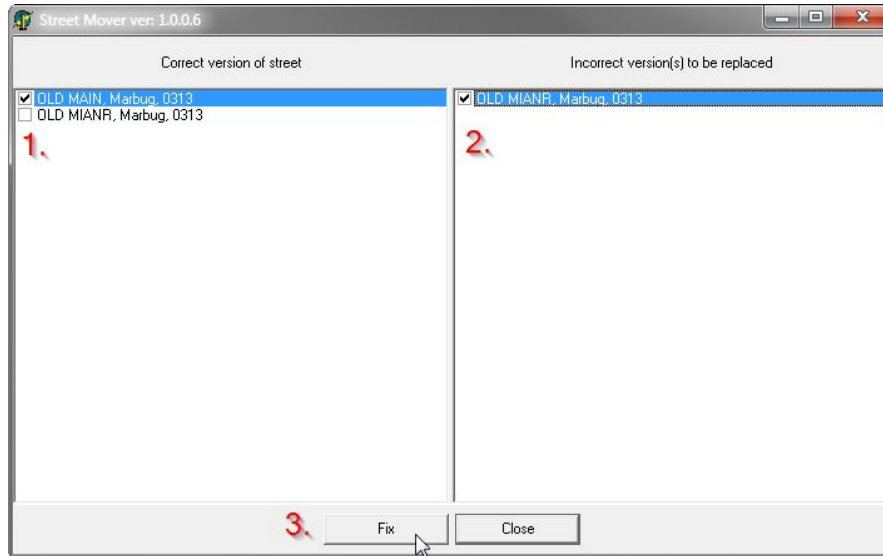 Street Mover ver: 1.0.0.6
Correct version of street
Incorrect version(s) to be replaced
OLD MAIN, Marbug, 0313
OLD MIANR, Marbug, 0313
1.
OLD MIANR, Marbug, 0313
2.
3.
Fix
Close